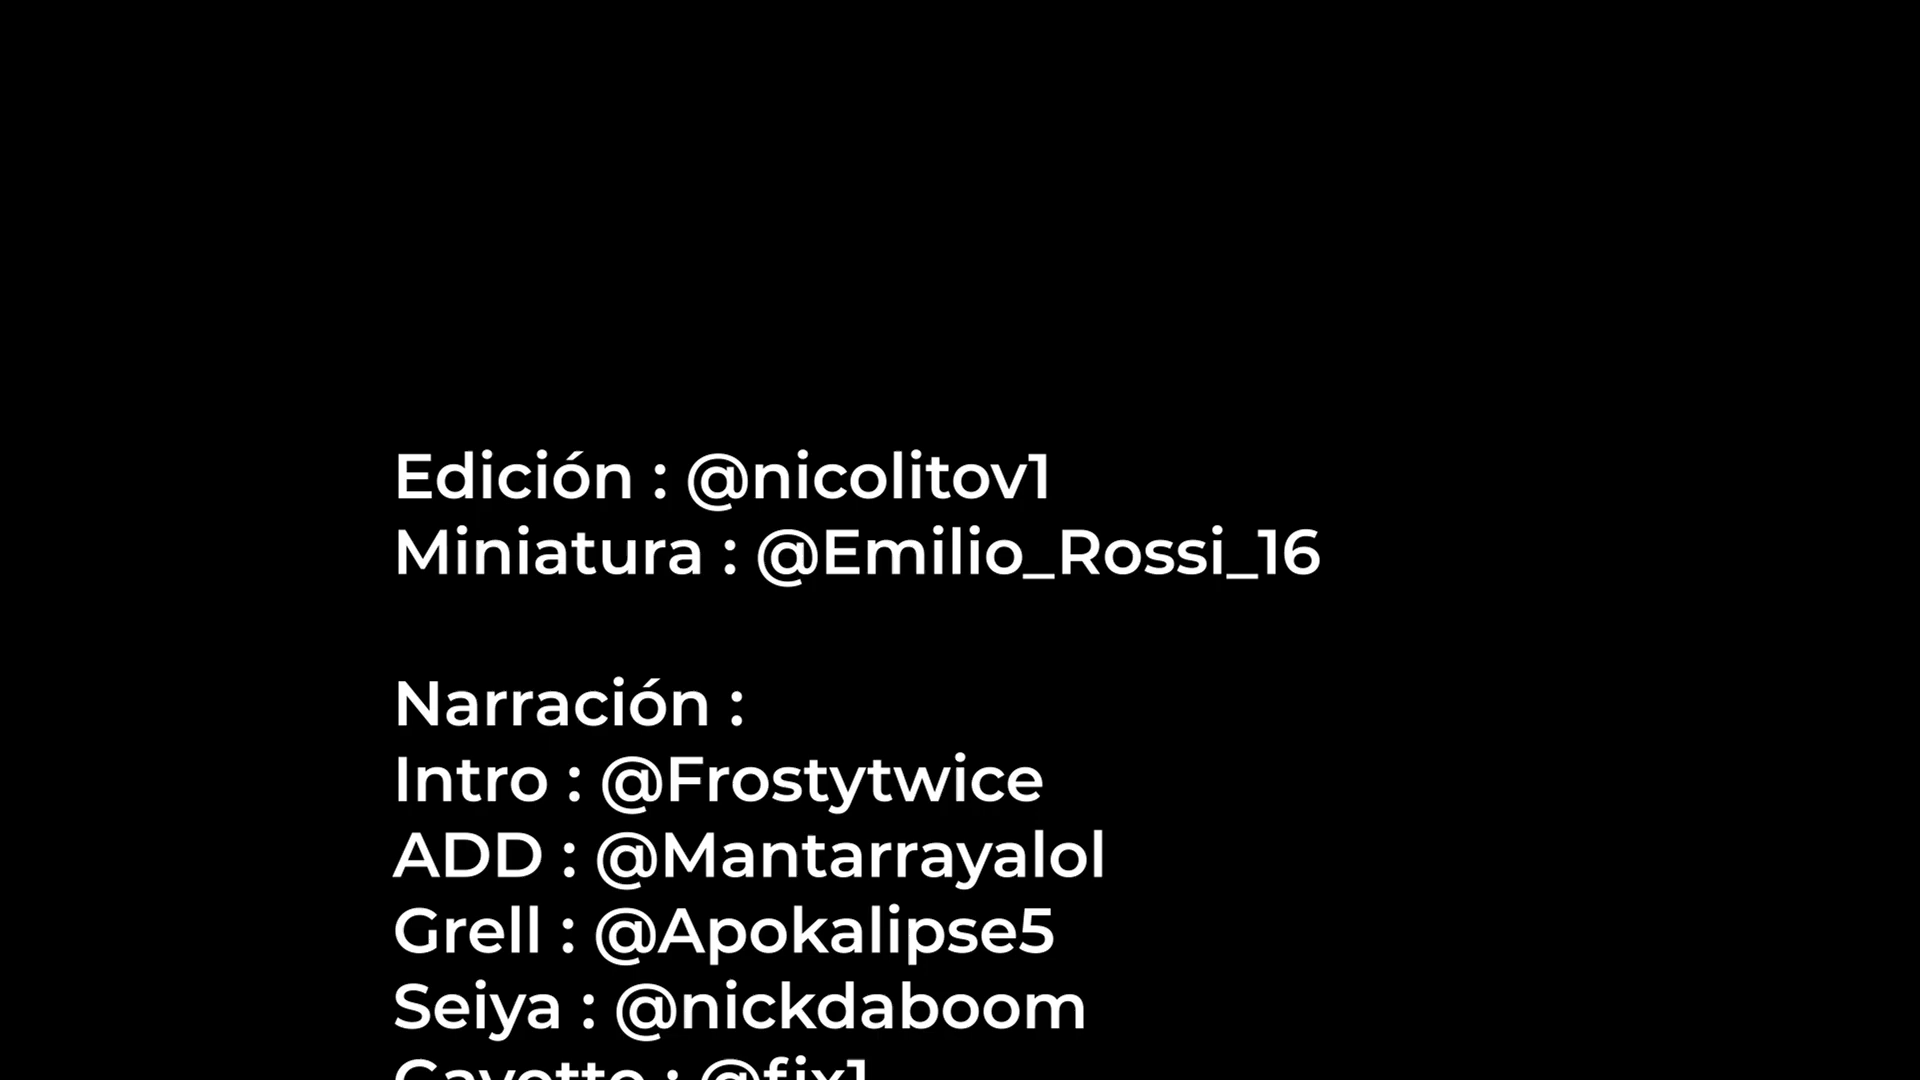 Edición : @nicolitov1
Miniatura : @Emilio_Rossi_16
Narración :
Intro : @Frostytwice
ADD : @Mantarrayalol
Grell : @Apokalipse5
Seiya : @nickdaboom